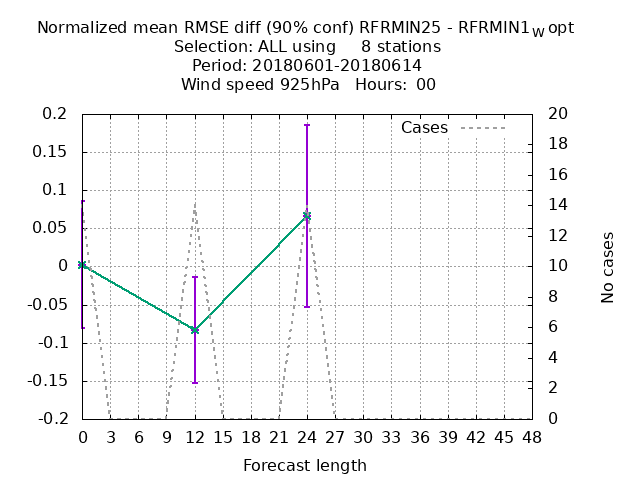 Normalized mean RMSE diff (90% conf) RFRMIN25 - RFRMIN1wopt
Selection: ALL using 8 stations
Period: 20180601-20180614
Wind speed 925hPa Hours: 00
Cases
0.2
0.15
0.1
0.05
0
-0.05
-0.1
-0.15
-0.2
20
18
16
14
12
10
8
6
4
2
0
No cases
0 3 6 9 12 15 18 21 24 27 30 33 36 39 42 45 48
Forecast length